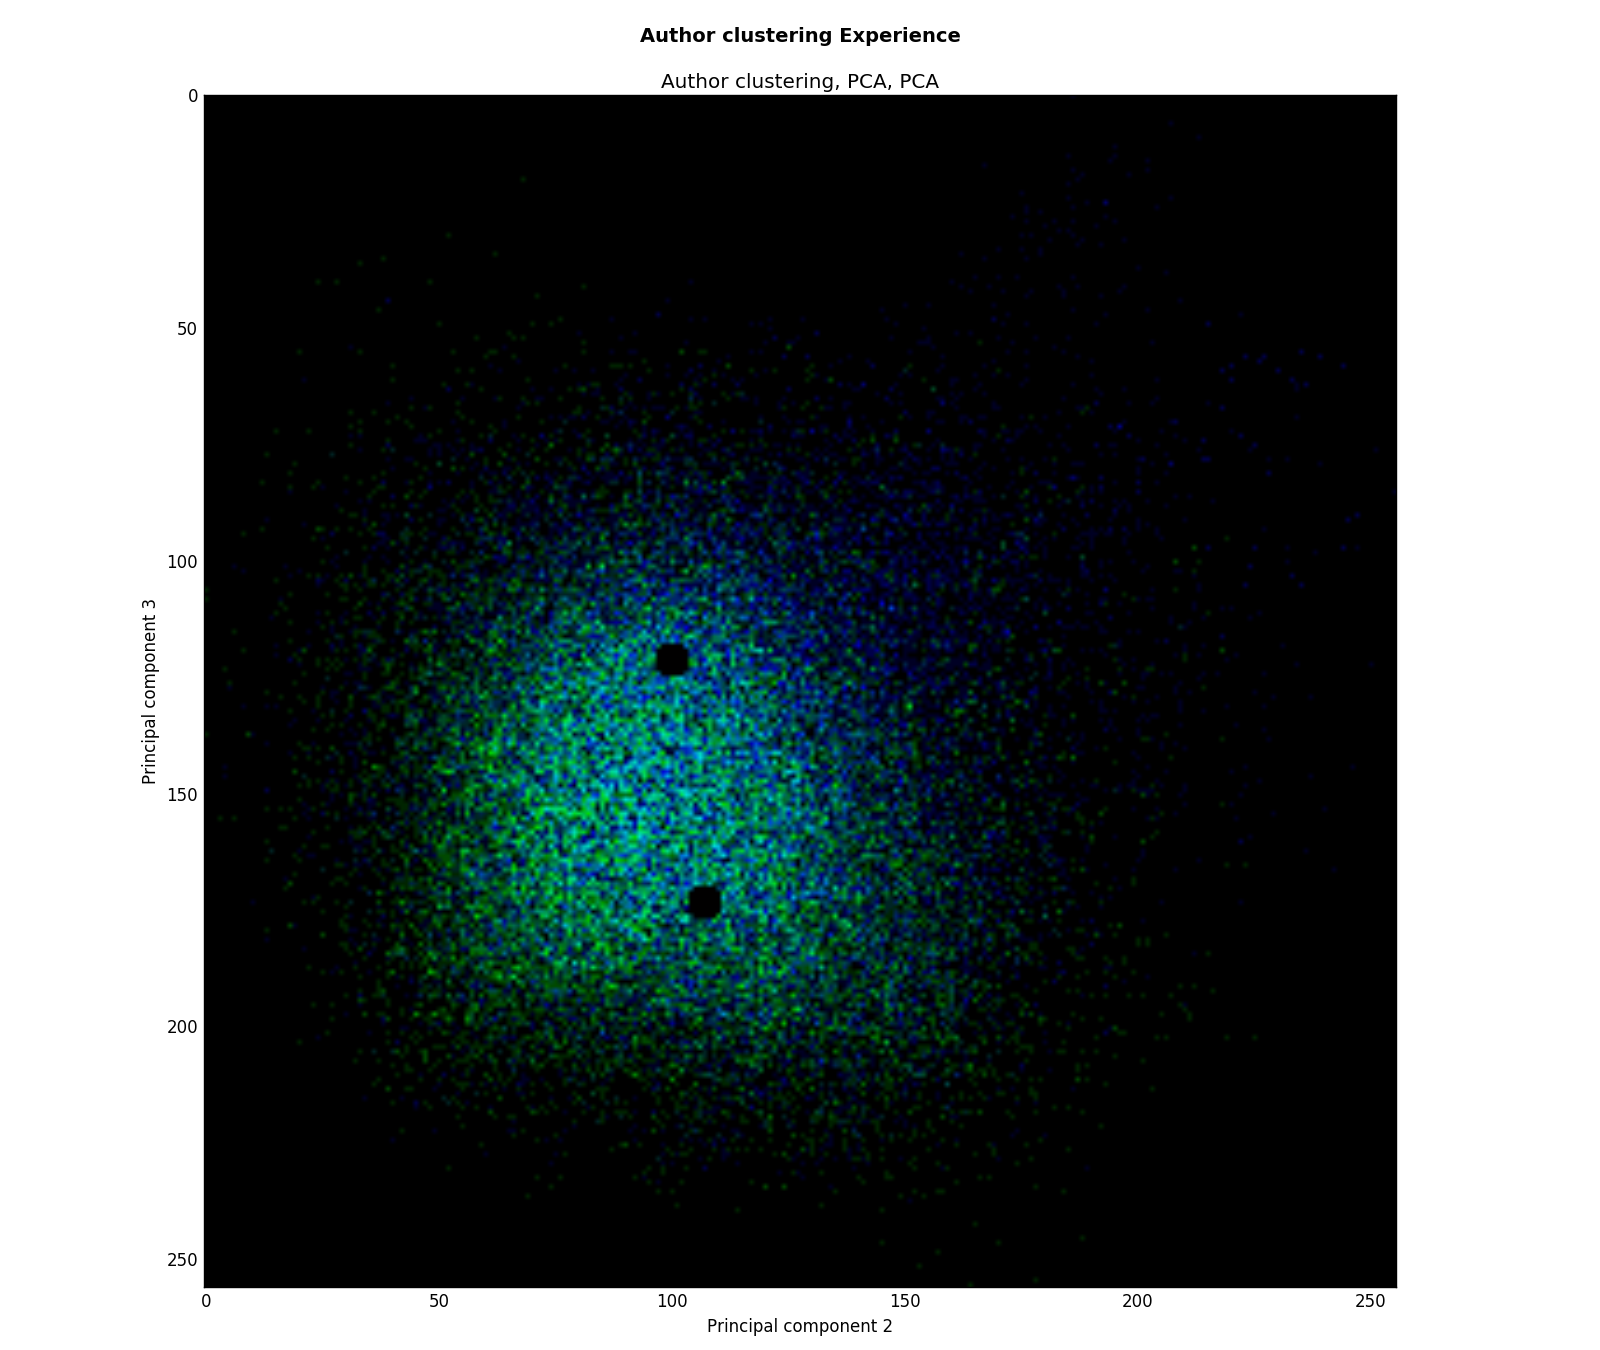 Author clustering Experience
Author clustering, PCA, PCA
0
50
100
150
200
250
Principal component 3
0 50 100 150 200 250
Principal component 2